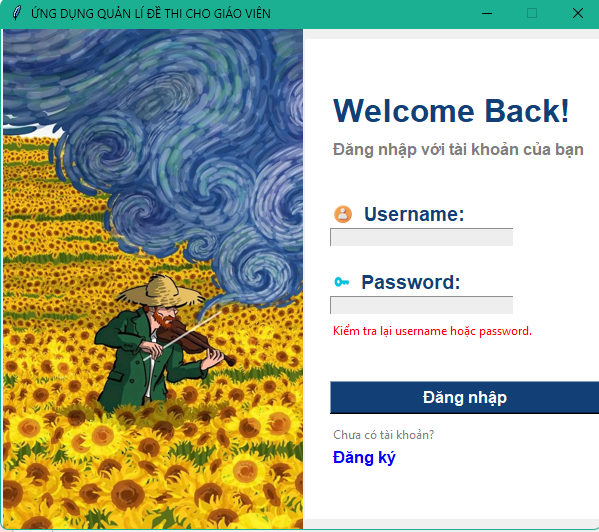 ỨNG DỤNG QUẢN LÍ ĐỀ THI CHO GIÁO VIÊN
Welcome Back!
Đăng nhập với tài khoản của bạn
Username:
Password:
Kiểm tra lại username hoặc password.
Đăng nhập
Chưa có tài khoản?
Đăng ký